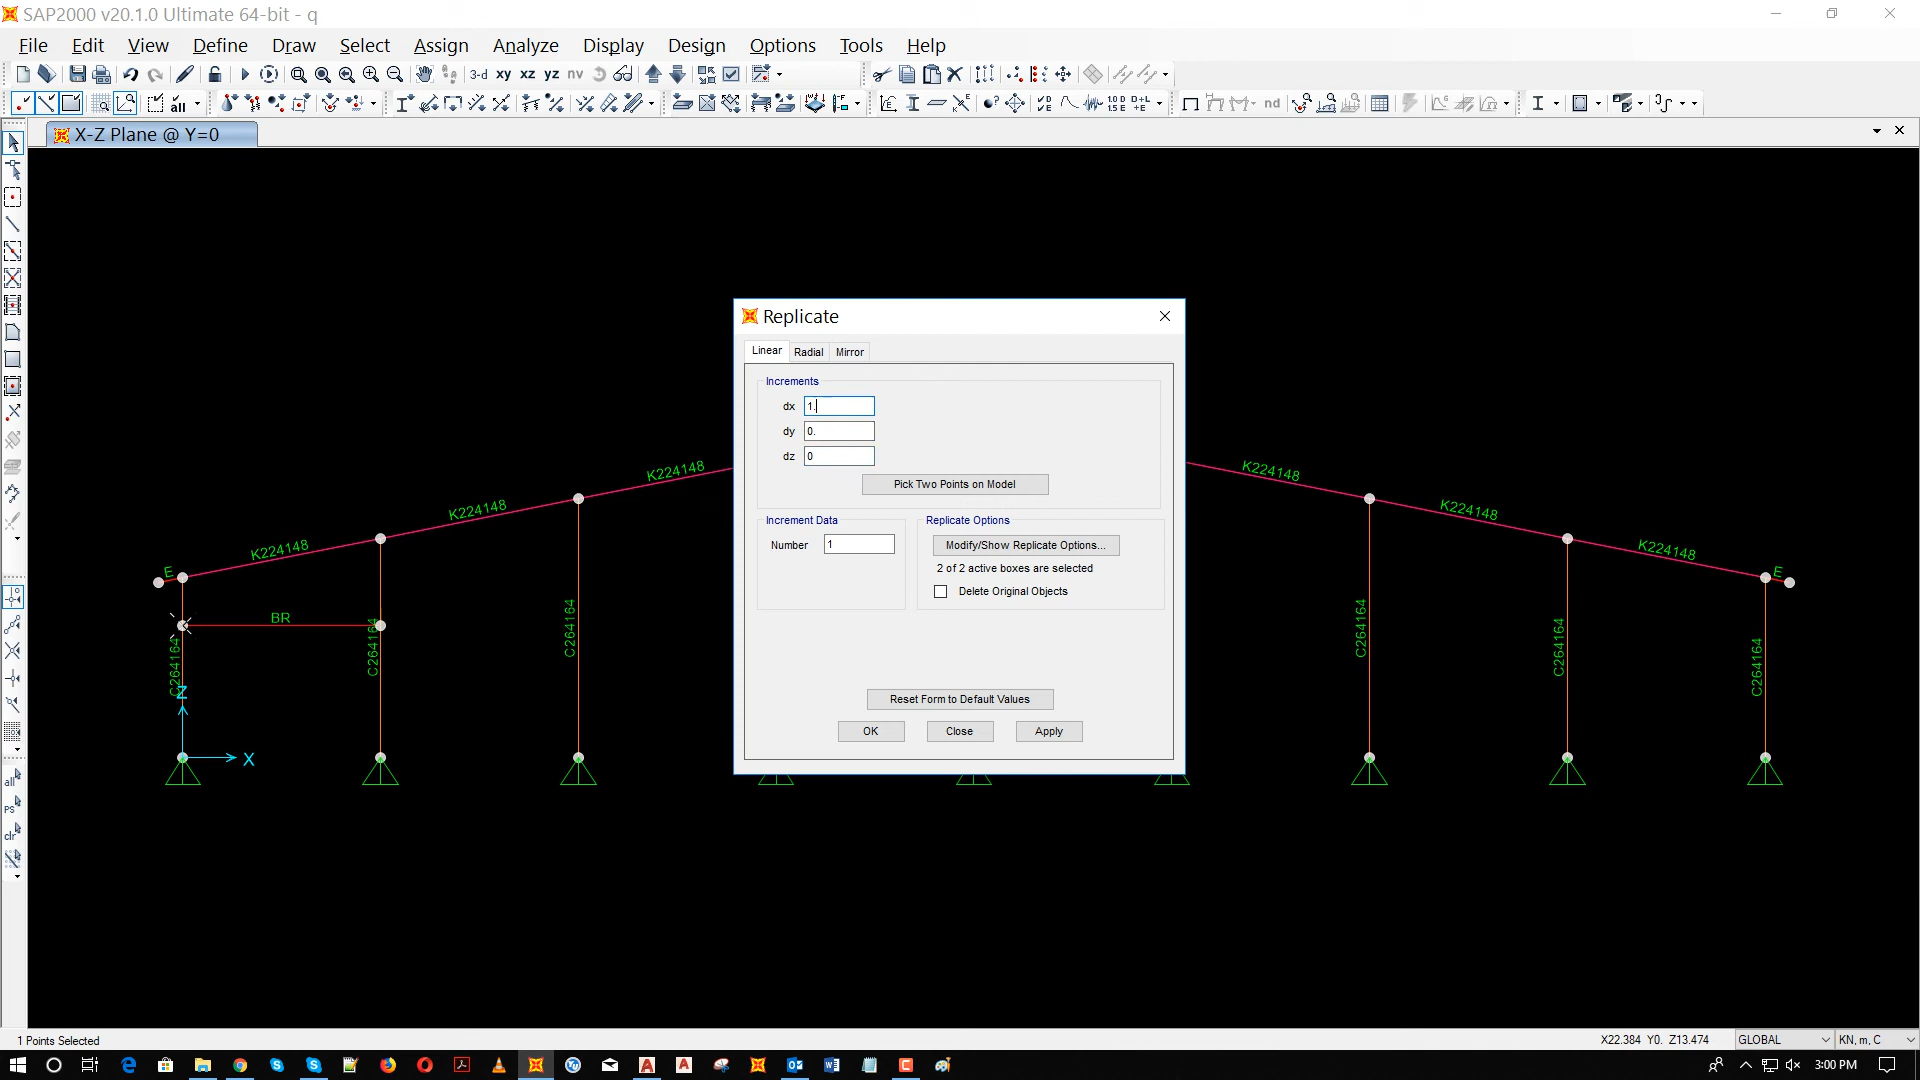 SAP2000 v20.1.0 Ultimate 64-bit - q
File Edit View Define Draw Select Assign Analyze Display Design Options Tools Help
3-d xy xz yz nv
all
nd
X-Z Plane @ Y=0
Replicate
Linear Radial Mirror
Increments
dx 1.
dy 0.
dz 0
Pick Two Points on Model
Increment Data
Number 1
Replicate Options
Modify/Show Replicate Options...
2 of 2 active boxes are selected
Delete Original Objects
Reset Form to Default Values
OK Close Apply
K224148
K224148
K224148
K224148
K224148
K224148
E
E
BR
C264164
C264164
C264164
C264164
C264164
C264164
Z
X
all
PS
clr
1 Points Selected
X22.384 Y0. Z13.474
GLOBAL
KN, m, C
3:00 PM